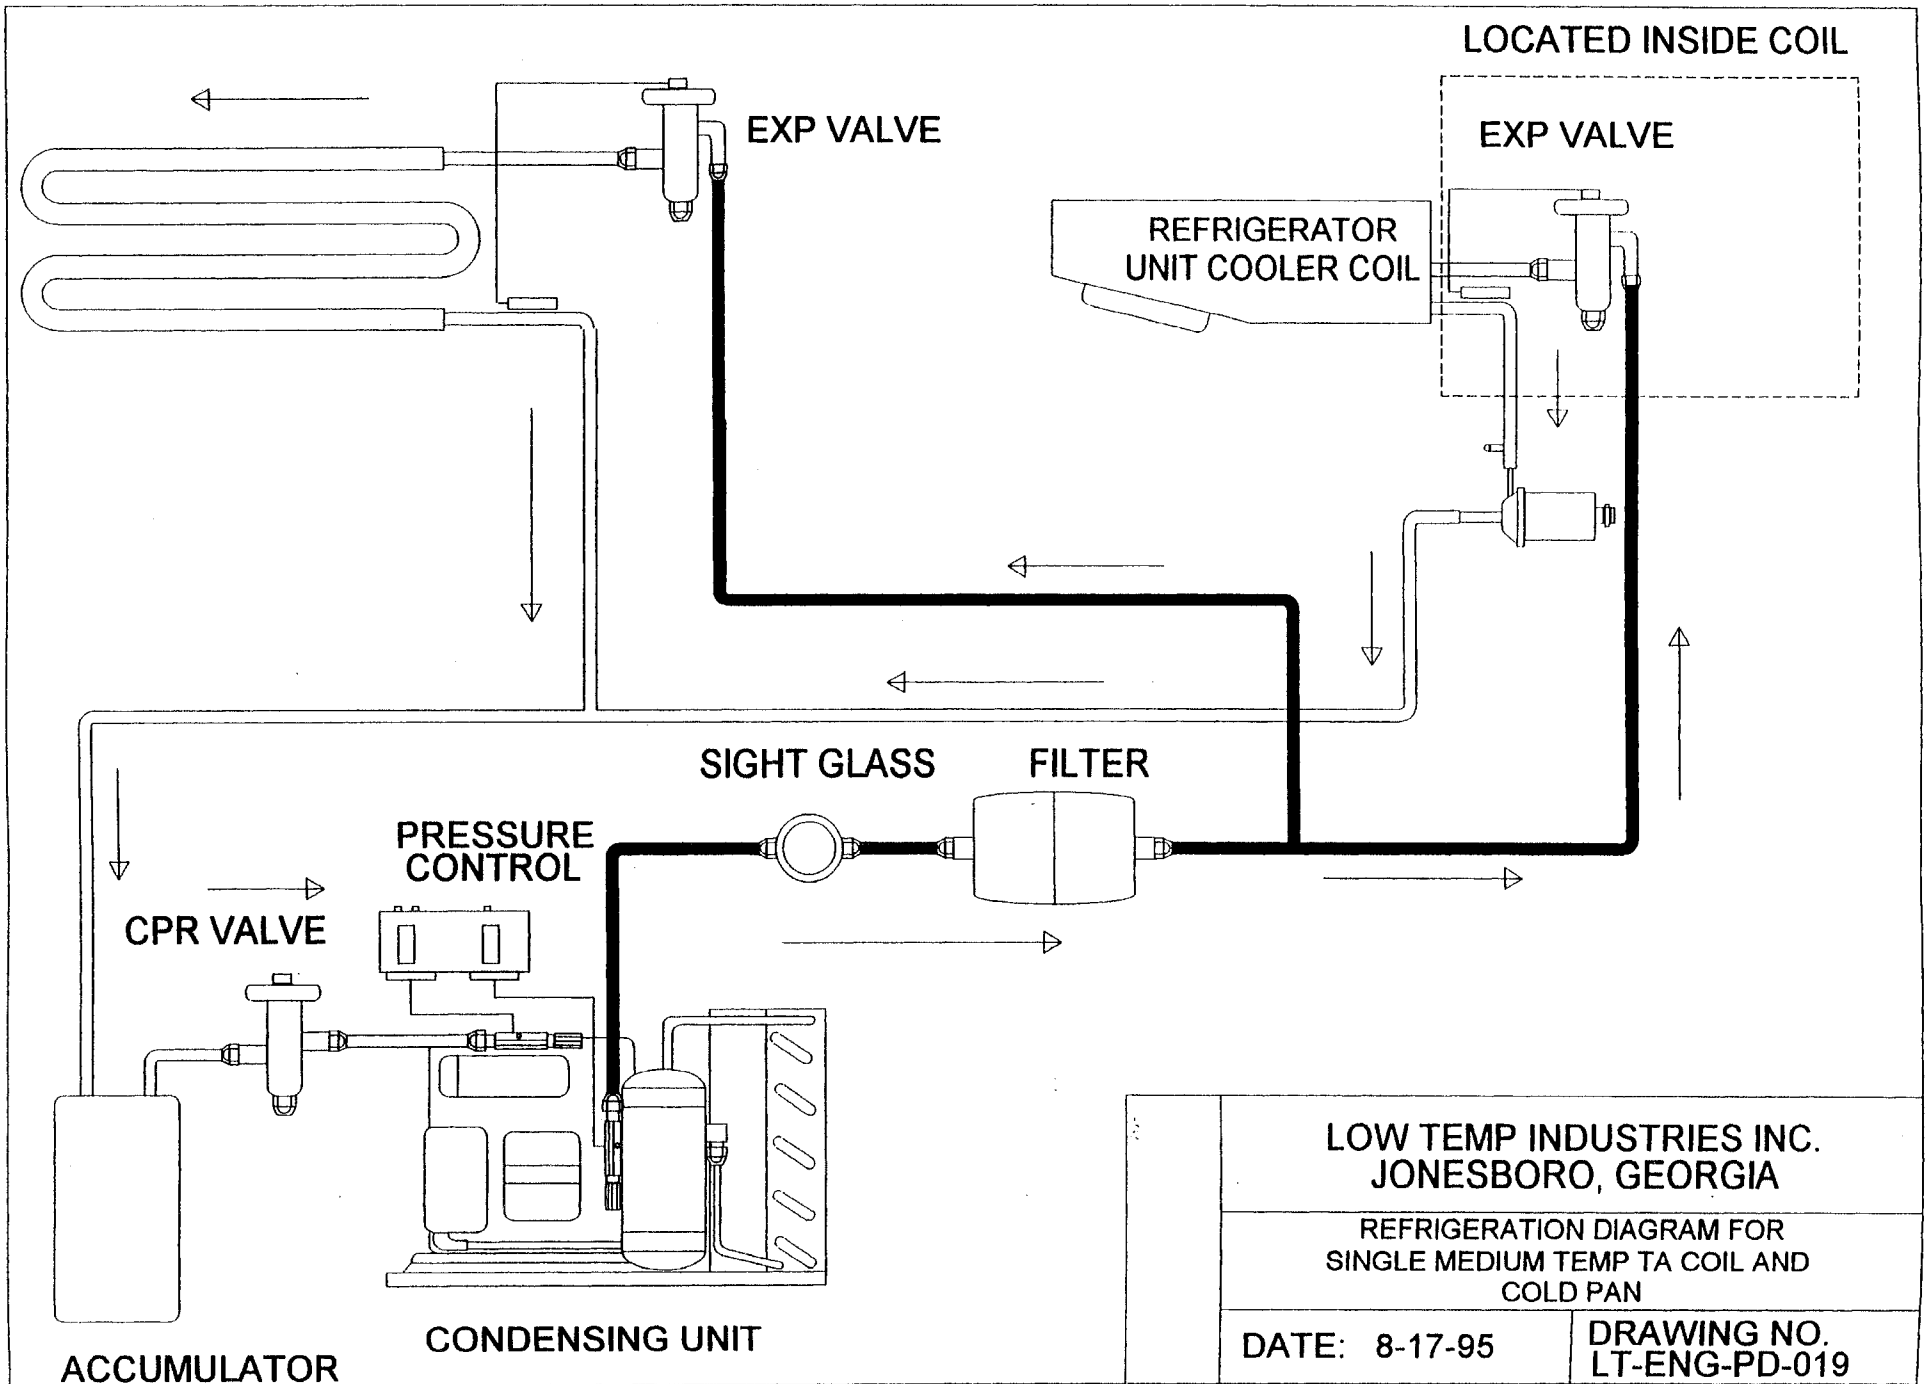 LOCATED INSIDE COIL
EXP VALVE
EXP VALVE
REFRIGERATOR
UNIT COOLER COIL
SIGHT GLASS
FILTER
PRESSURE
CONTROL
CPR VALVE
ACCUMULATOR
CONDENSING UNIT
LOW TEMP INDUSTRIES INC.
JONESBORO, GEORGIA
REFRIGERATION DIAGRAM FOR
SINGLE MEDIUM TEMP TA COIL AND
COLD PAN
DATE: 8-17-95
DRAWING NO.
LT-ENG-PD-019